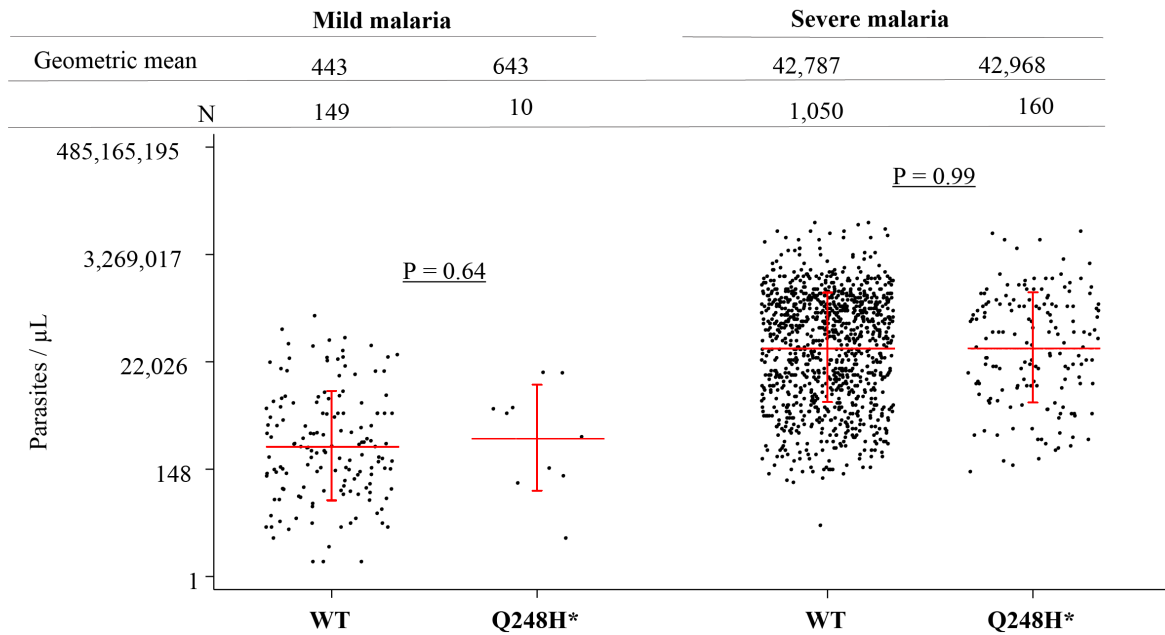 Mild malaria Severe malaria
Geometric mean 443 643 42,787 42,968
N 149 10 1,050 160
485,165,195
P = 0.99
3,269,017
P = 0.64
22,026
Parasites / µL
148
1
WT Q248H* WT Q248H*